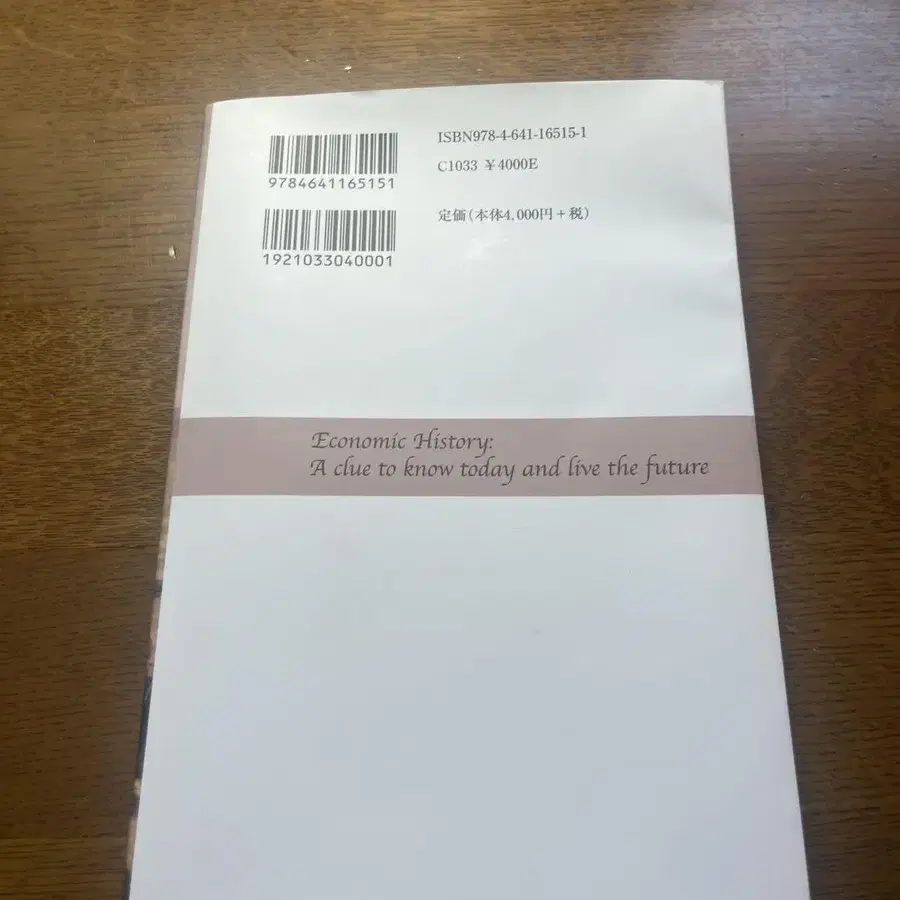 ISBN978-4-641-16515-1
C1033 ￥4000E
9784641165151
定価(本体4,000円+税)
1921033040001
Economic History:
A clue to know today and live the future